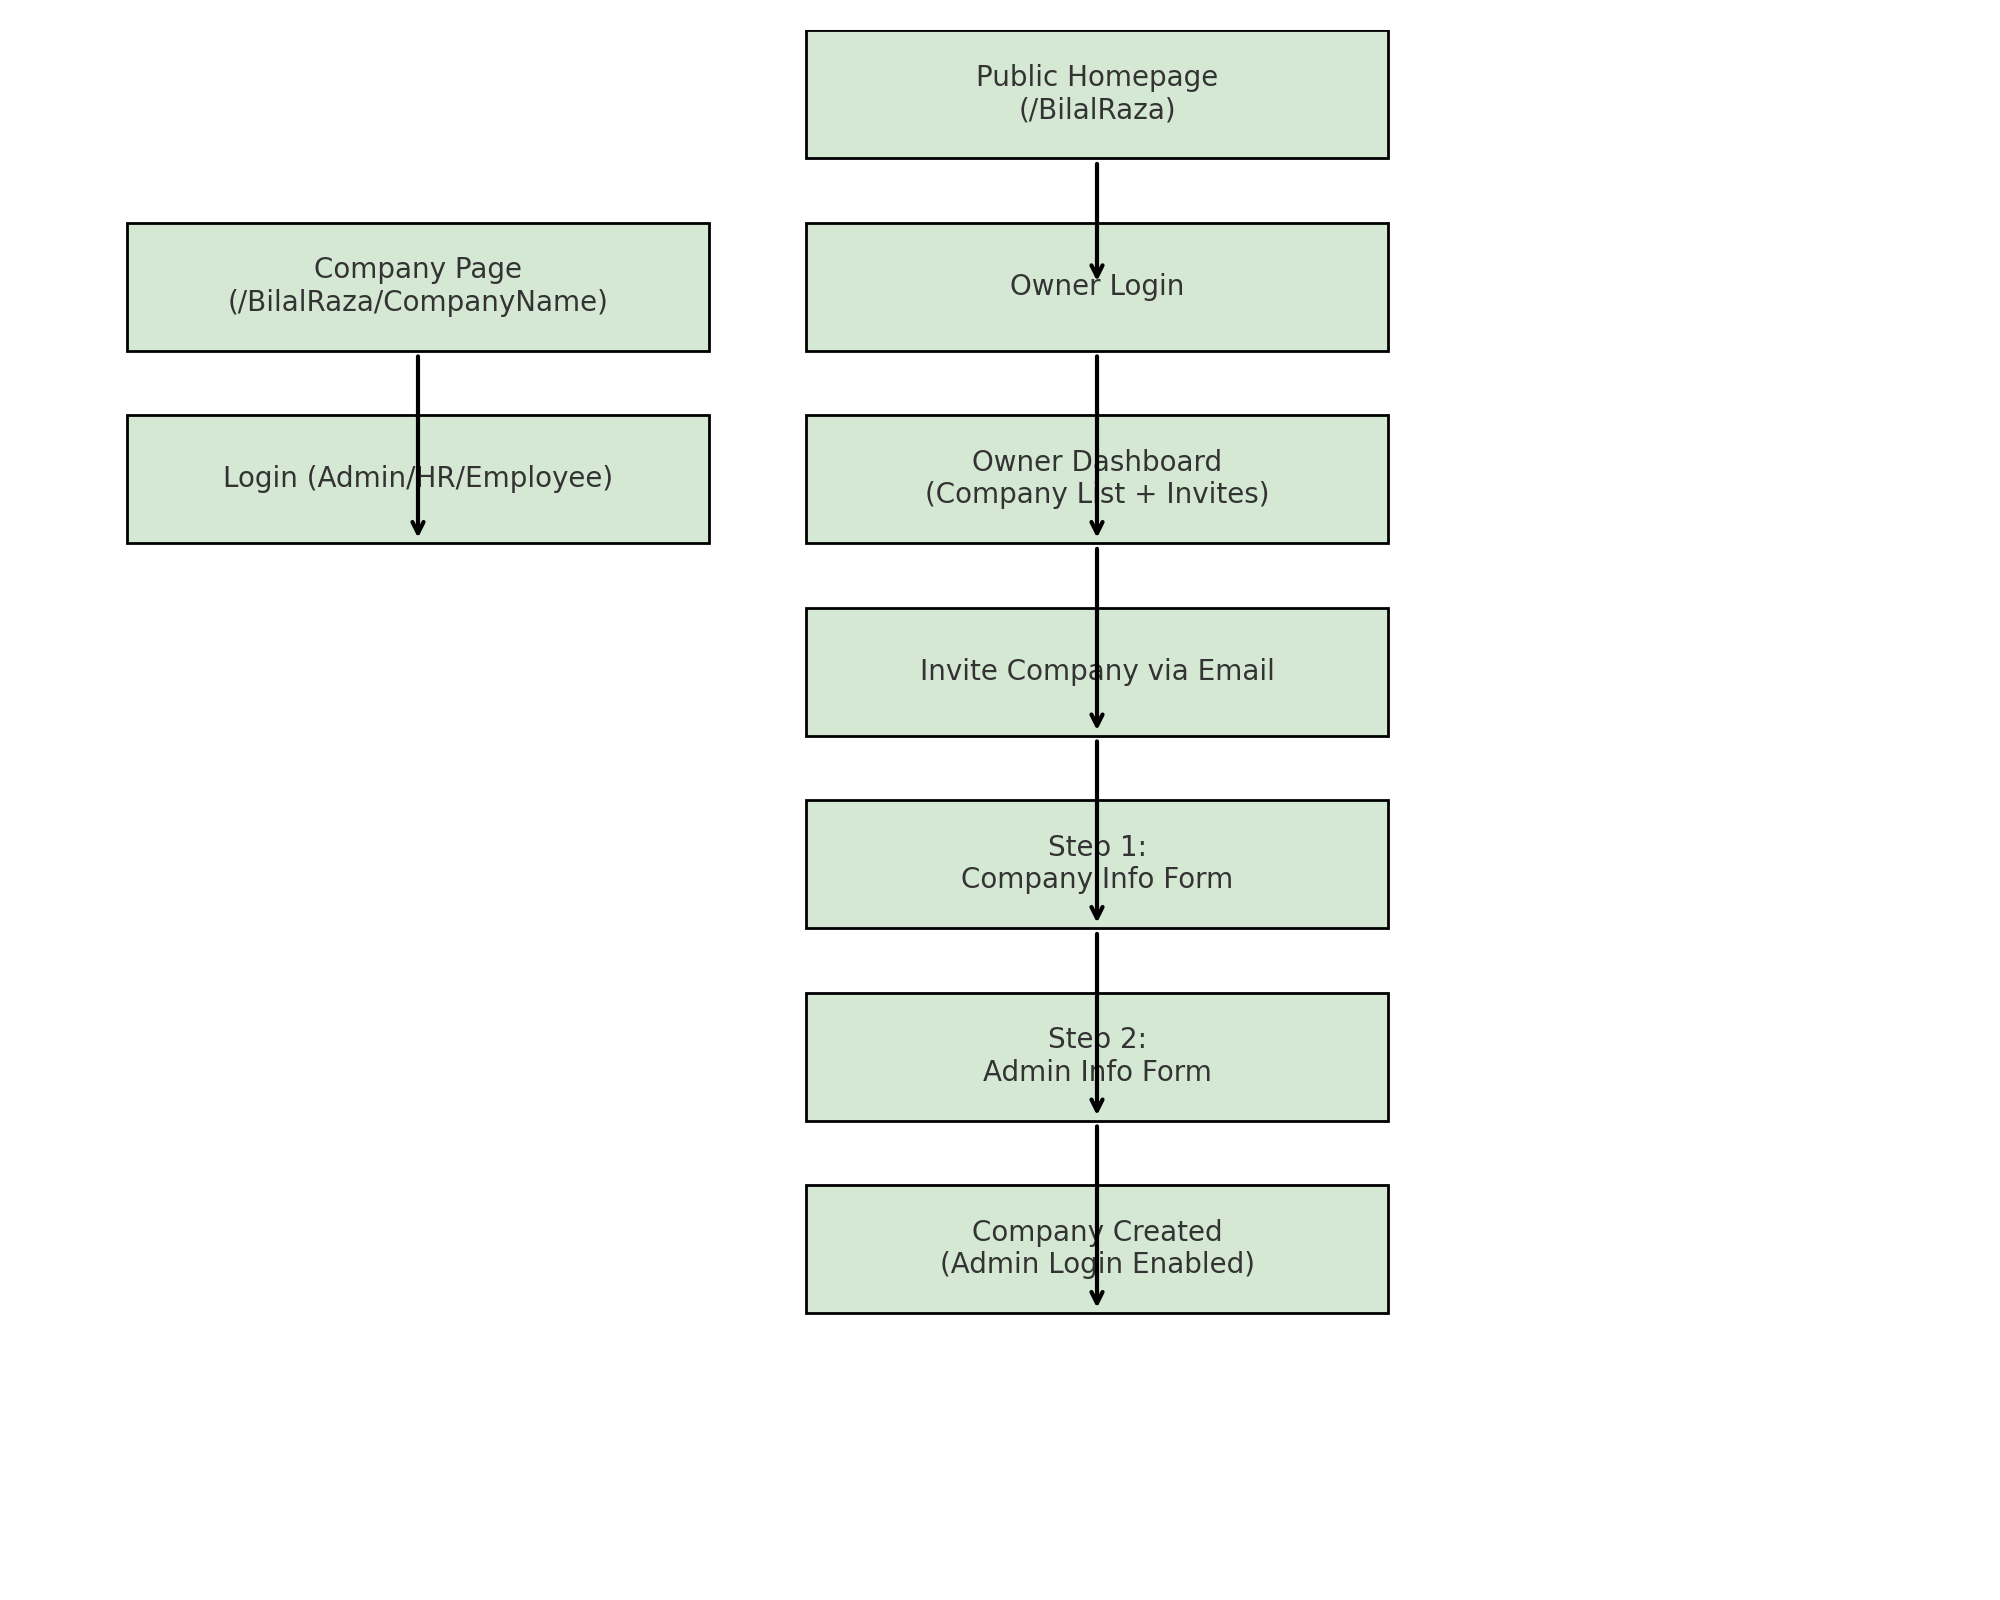 Public Homepage
(/BilalRaza)
Company Page
(/BilalRaza/CompanyName)
Owner Login
Login (Admin/HR/Employee)
Owner Dashboard
(Company List + Invites)
Invite Company via Email
Step 1:
Company Info Form
Step 2:
Admin Info Form
Company Created
(Admin Login Enabled)